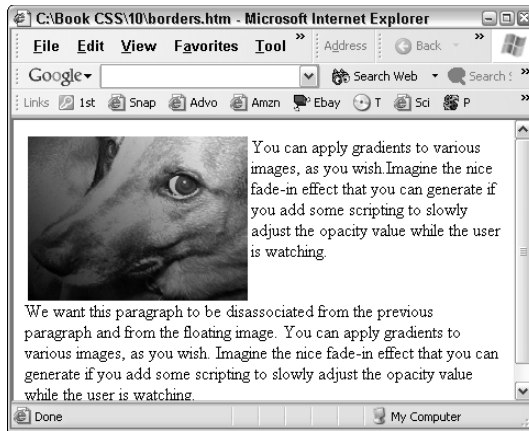 C:\Book CSS\10\borders.htm - Microsoft Internet Explorer
File Edit View Favorites Tool » Address Back »
Google Search Web Search »
Links 1st Snap Advo Amzn Ebay T Sci P »
You can apply gradients to various
images, as you wish.Imagine the nice
fade-in effect that you can generate if
you add some scripting to slowly
adjust the opacity value while the user
is watching.
We want this paragraph to be disassociated from the previous
paragraph and from the floating image. You can apply gradients to
various images, as you wish. Imagine the nice fade-in effect that you can
generate if you add some scripting to slowly adjust the opacity value
while the user is watching.
Done My Computer